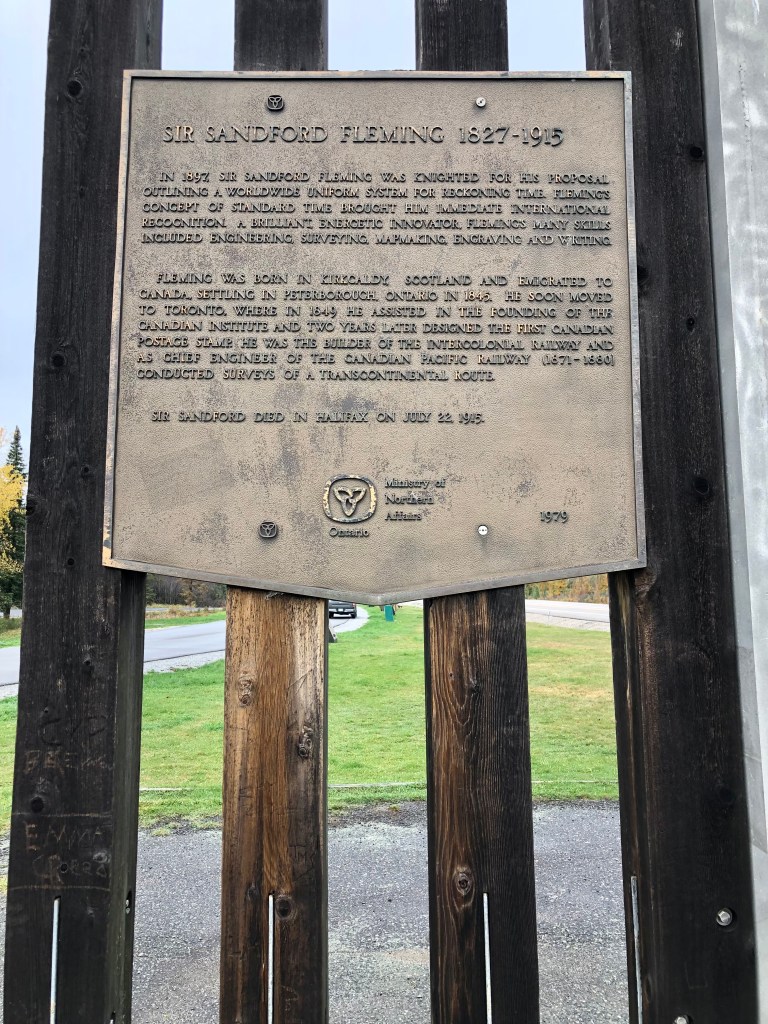 SIR SANDFORD FLEMING 1827-1915
IN 1897, SIR SANDFORD FLEMING WAS KNIGHTED FOR HIS PROPOSAL
OUTLINING A WORLDWIDE UNIFORM SYSTEM FOR RECKONING TIME. FLEMING'S
CONCEPT OF STANDARD TIME BROUGHT HIM IMMEDIATE INTERNATIONAL
RECOGNITION. A BRILLIANT, ENERGETIC INNOVATOR, FLEMING'S MANY SKILLS
INCLUDED ENGINEERING, SURVEYING, MAPMAKING, ENGRAVING AND WRITING.
FLEMING WAS BORN IN KIRKCALDY, SCOTLAND AND EMIGRATED TO
CANADA, SETTLING IN PETERBOROUGH, ONTARIO IN 1845. HE SOON MOVED
TO TORONTO, WHERE IN 1849 HE ASSISTED IN THE FOUNDING OF THE
CANADIAN INSTITUTE AND TWO YEARS LATER DESIGNED THE FIRST CANADIAN
POSTAGE STAMP. HE WAS THE BUILDER OF THE INTERCOLONIAL RAILWAY AND
AS CHIEF ENGINEER OF THE CANADIAN PACIFIC RAILWAY (1871-1880)
CONDUCTED SURVEYS OF A TRANSCONTINENTAL ROUTE.
SIR SANDFORD DIED IN HALIFAX ON JULY 22, 1915.
Ministry of
Northern
Affairs
Ontario
1979
EMMA